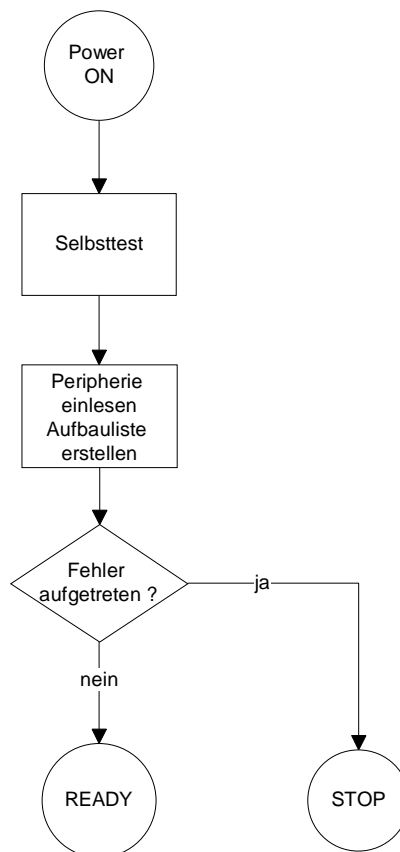 Power
ON
Selbsttest
Peripherie
einlesen
Aufbauliste
erstellen
Fehler
aufgetreten ?
ja
nein
READY
STOP